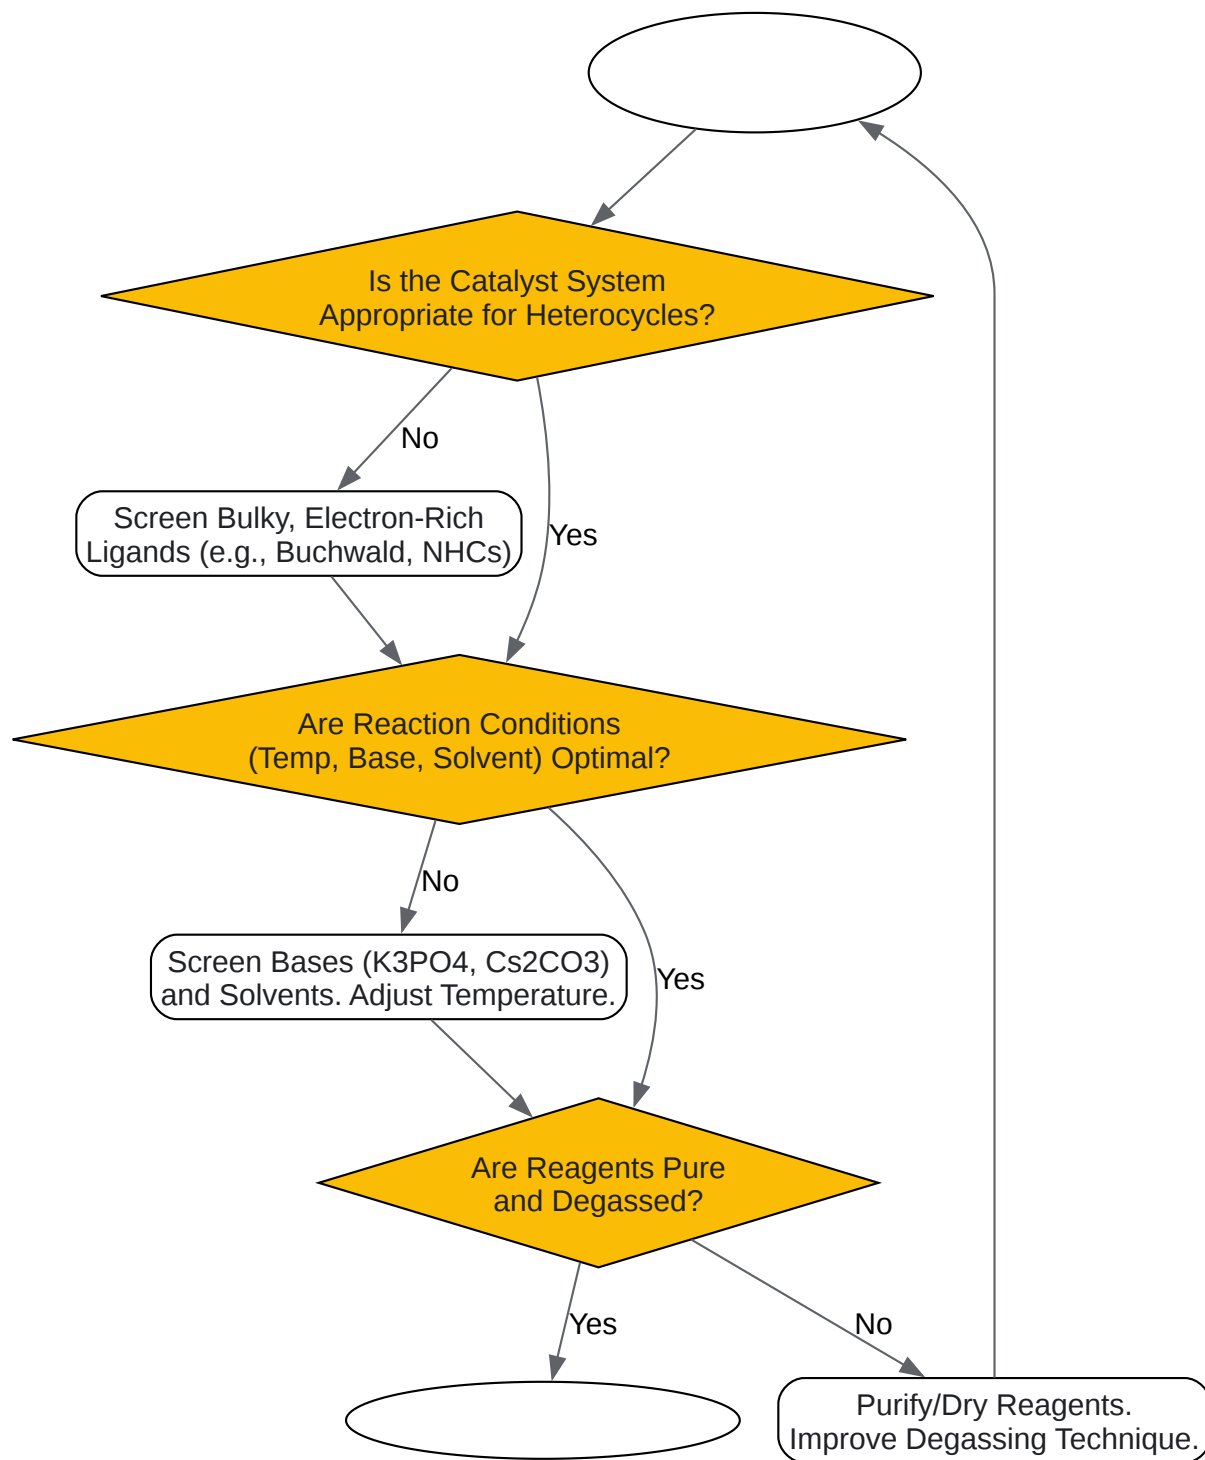 Is the Catalyst System
Appropriate for Heterocycles?
No
Screen Bulky, Electron-Rich
Ligands (e.g., Buchwald, NHCs)
Yes
Are Reaction Conditions
(Temp, Base, Solvent) Optimal?
No
Screen Bases (K3PO4, Cs2CO3)
and Solvents. Adjust Temperature.
Yes
Are Reagents Pure
and Degassed?
Yes
No
Purify/Dry Reagents.
Improve Degassing Technique.